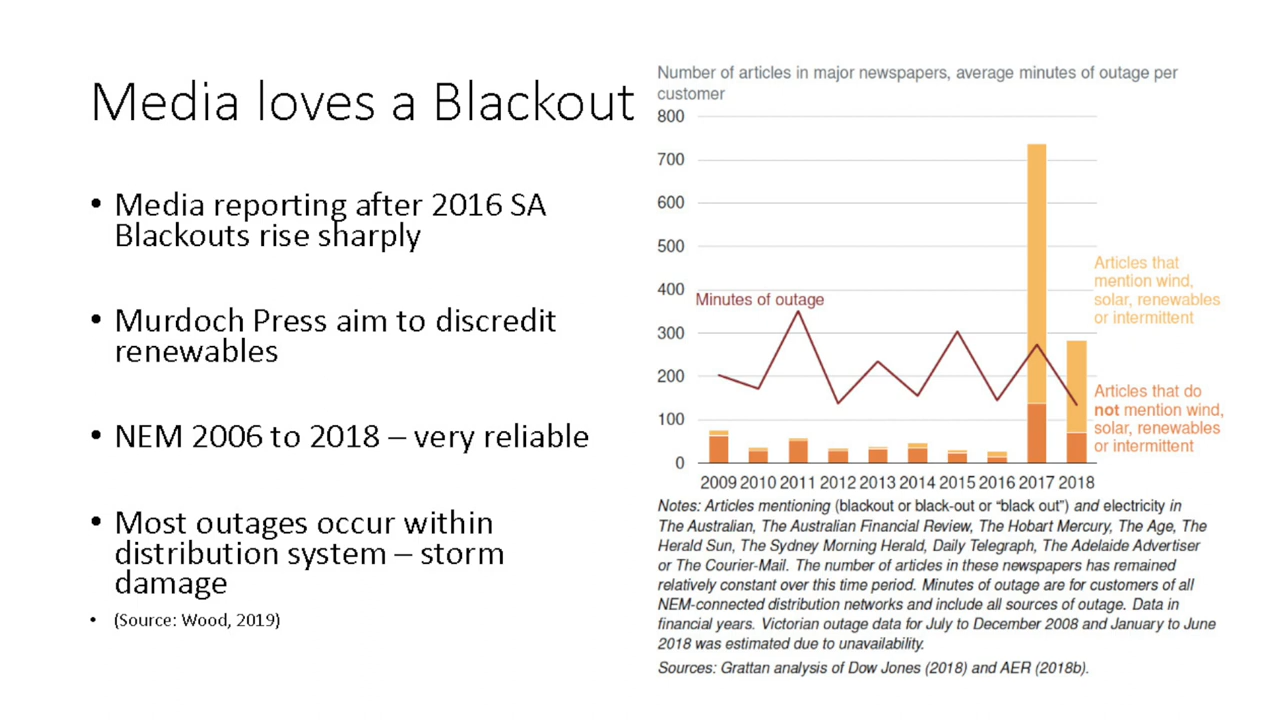 Media loves a Blackout
• Media reporting after 2016 SA
Blackouts rise sharply
• Murdoch Press aim to discredit
renewables
• NEM 2006 to 2018 – very reliable
• Most outages occur within
distribution system – storm
damage
• (Source: Wood, 2019)
Number of articles in major newspapers, average minutes of outage per
customer
800
700
600
500
400
300
200
100
0
Minutes of outage
Articles that
mention wind,
solar, renewables
or intermittent
Articles that do
not mention wind,
solar, renewables
or intermittent
2009 2010 2011 2012 2013 2014 2015 2016 2017 2018
Notes: Articles mentioning (blackout or black-out or “black out”) and electricity in
The Australian, The Australian Financial Review, The Hobart Mercury, The Age, The
Herald Sun, The Sydney Morning Herald, Daily Telegraph, The Adelaide Advertiser
or The Courier-Mail. The number of articles in these newspapers has remained
relatively constant over this time period. Minutes of outage are for customers of all
NEM-connected distribution networks and include all sources of outage. Data in
financial years. Victorian outage data for July to December 2008 and January to June
2018 was estimated due to unavailability.
Sources: Grattan analysis of Dow Jones (2018) and AER (2018b).